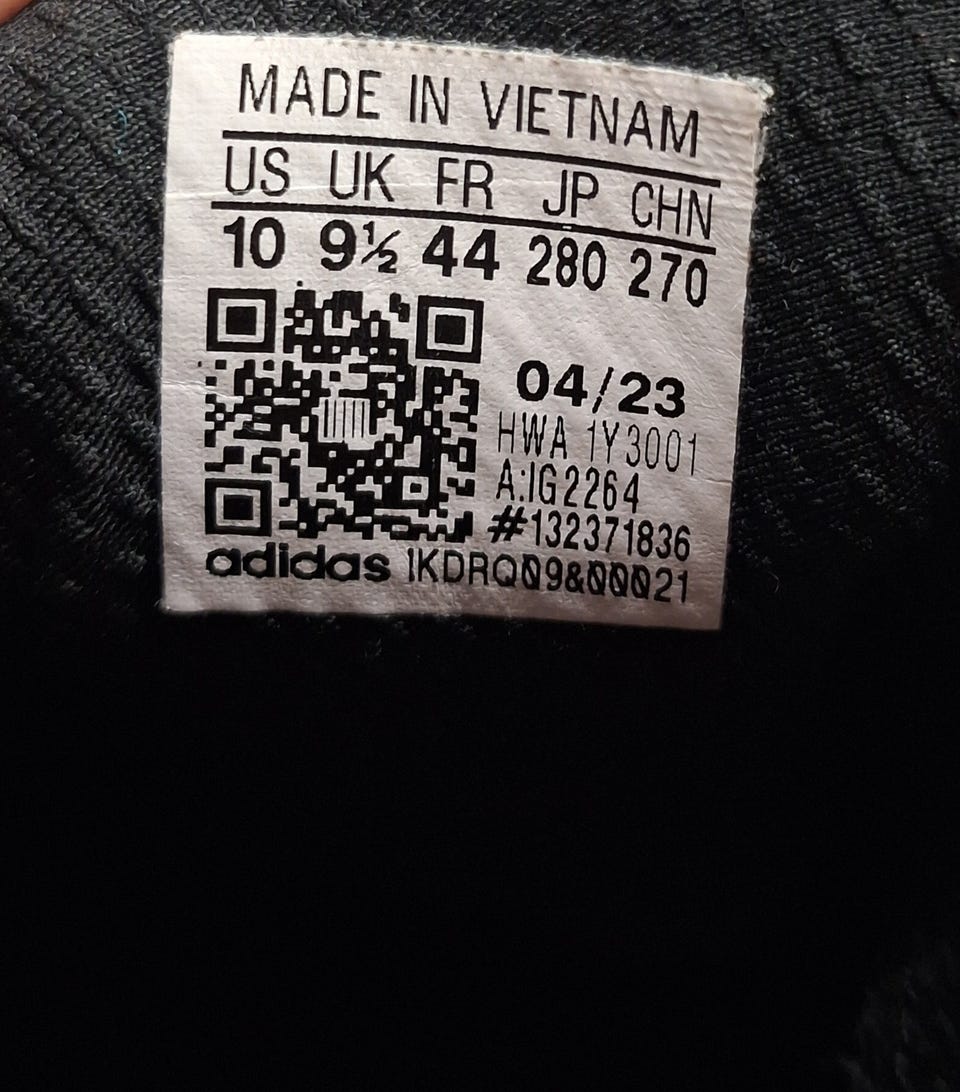 MADE IN VIETNAM
US UK FR JP CHN
10 9½ 44 280 270
04/23
HWA 1Y3001
A:IG2264
#132371836
adidas IKDRQ09&00021